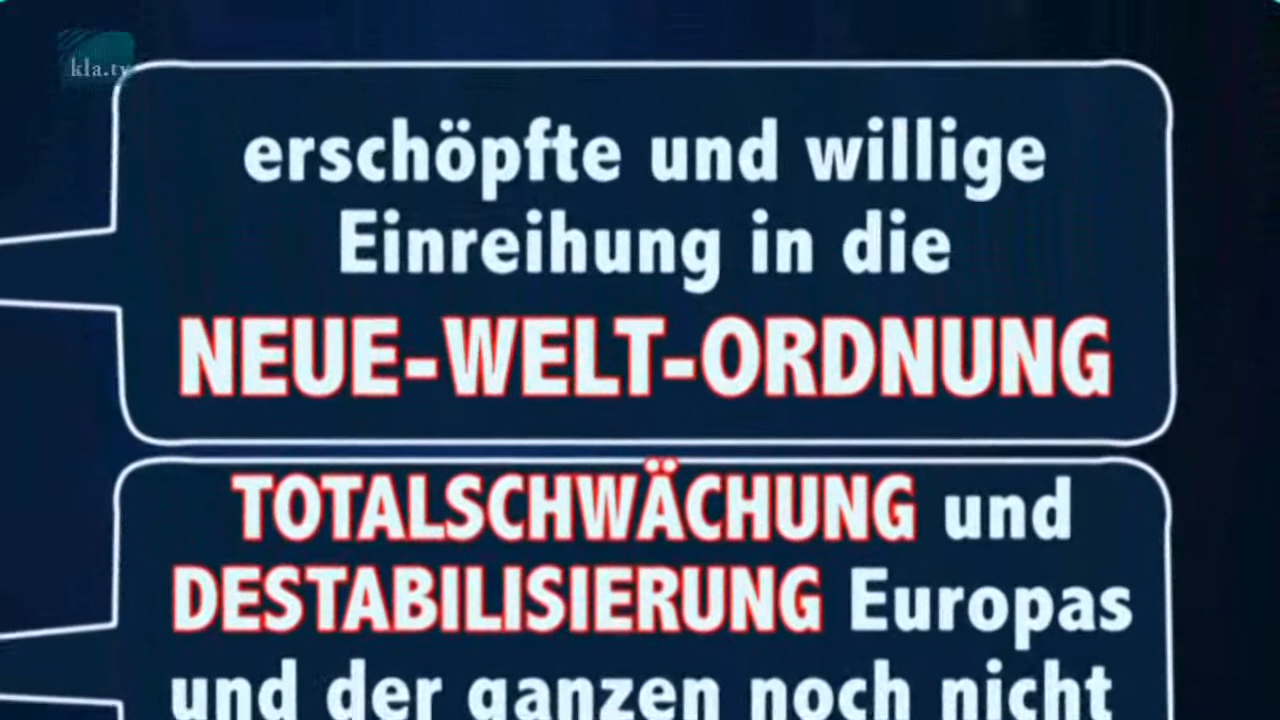 kla.tv
erschöpfte und willige
Einreihung in die
NEUE-WELT-ORDNUNG
TOTALSCHWÄCHUNG und
DESTABILISIERUNG Europas
und der ganzen noch nicht